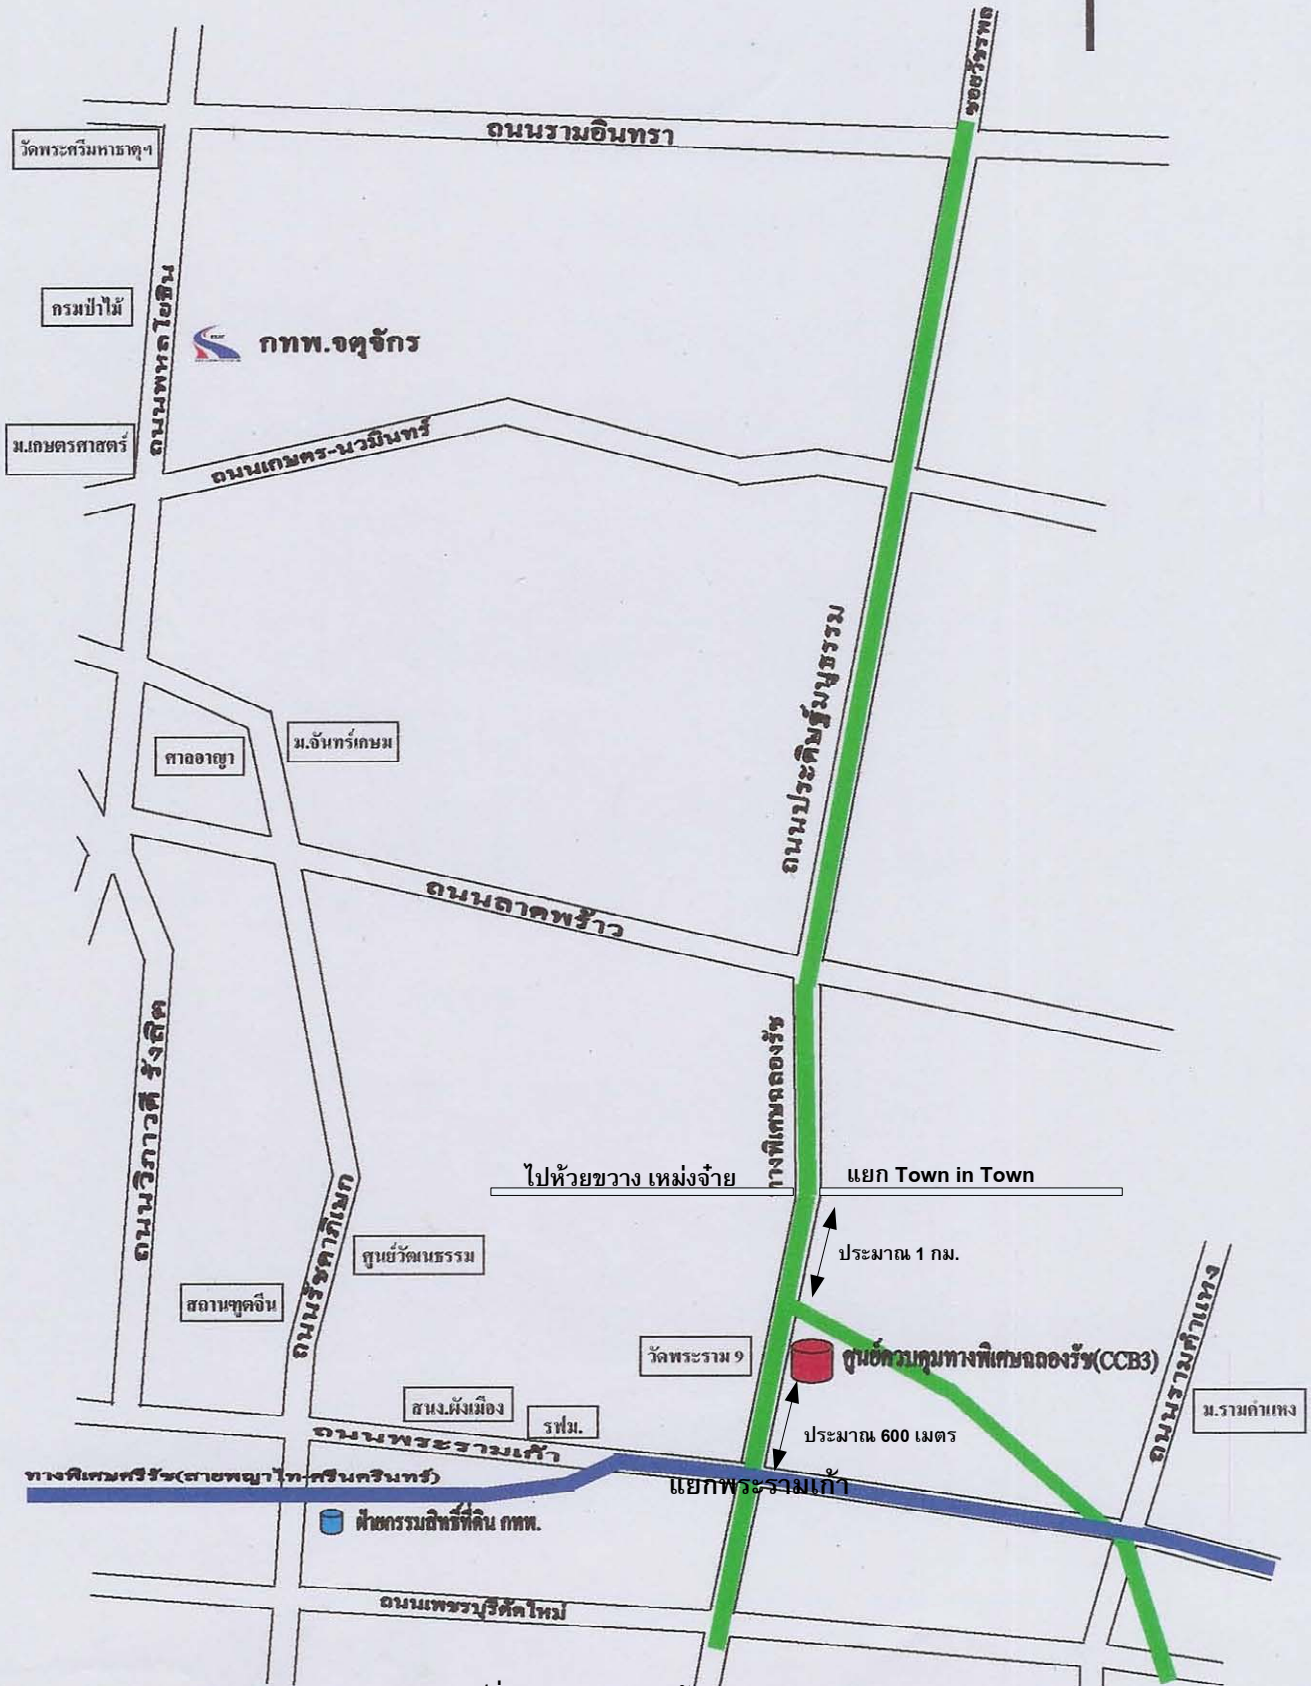 ซอยวัชรพล
ถนนรามอินทรา
วัดพระศรีมหาธาตุฯ
กรมป่าไม้
ถนนพหลโยธิน
กทพ.จตุจักร
ม.เกษตรศาสตร์
ถนนเกษตร-นวมินทร์
ถนนประดิษฐ์มนูธรรม
ม.จันทร์เกษม
ศาลอาญา
ถนนลาดพร้าว
ถนนวิภาวดี รังสิต
ทางพิเศษฉลองรัช
ไปห้วยขวาง เหม่งจ๋าย
แยก Town in Town
ถนนรัชดาภิเษก
ศูนย์วัฒนธรรม
ประมาณ 1 กม.
สถานฑูตจีน
ถนนรามคำแหง
วัดพระราม 9
ศูนย์ควบคุมทางพิเศษฉลองรัช(CCB3)
สนง.ผังเมือง
รฟม.
ม.รามคำแหง
ถนนพระรามเก้า
ประมาณ 600 เมตร
ทางพิเศษศรีรัช(สายพญาไท-ศรีนครินทร์)
แยกพระรามเก้า
ฝ่ายกรรมสิทธิ์ที่ดิน กทพ.
ถนนเพชรบุรีตัดใหม่